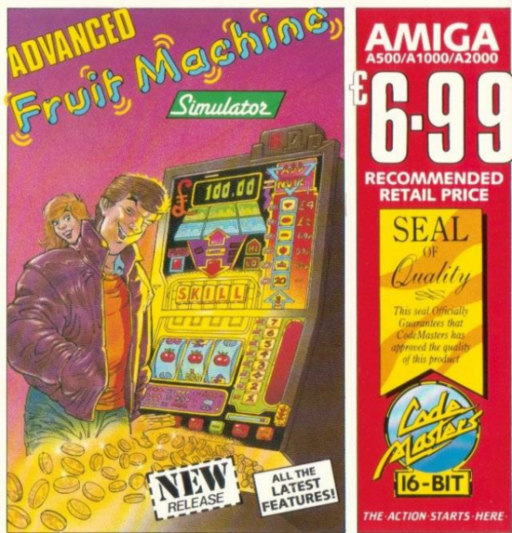 ADVANCED
Fruit Machine
Simulator
£ 100.00
SKILL
NEW
RELEASE
ALL THE
LATEST
FEATURES!
AMIGA
A500/A1000/A2000
£6·99
RECOMMENDED
RETAIL PRICE
SEAL
OF
Quality
This seal Officially
Guarantees that
CodeMasters has
approved the quality
of this product
Code
Masters
16-BIT
THE·ACTION·STARTS·HERE·